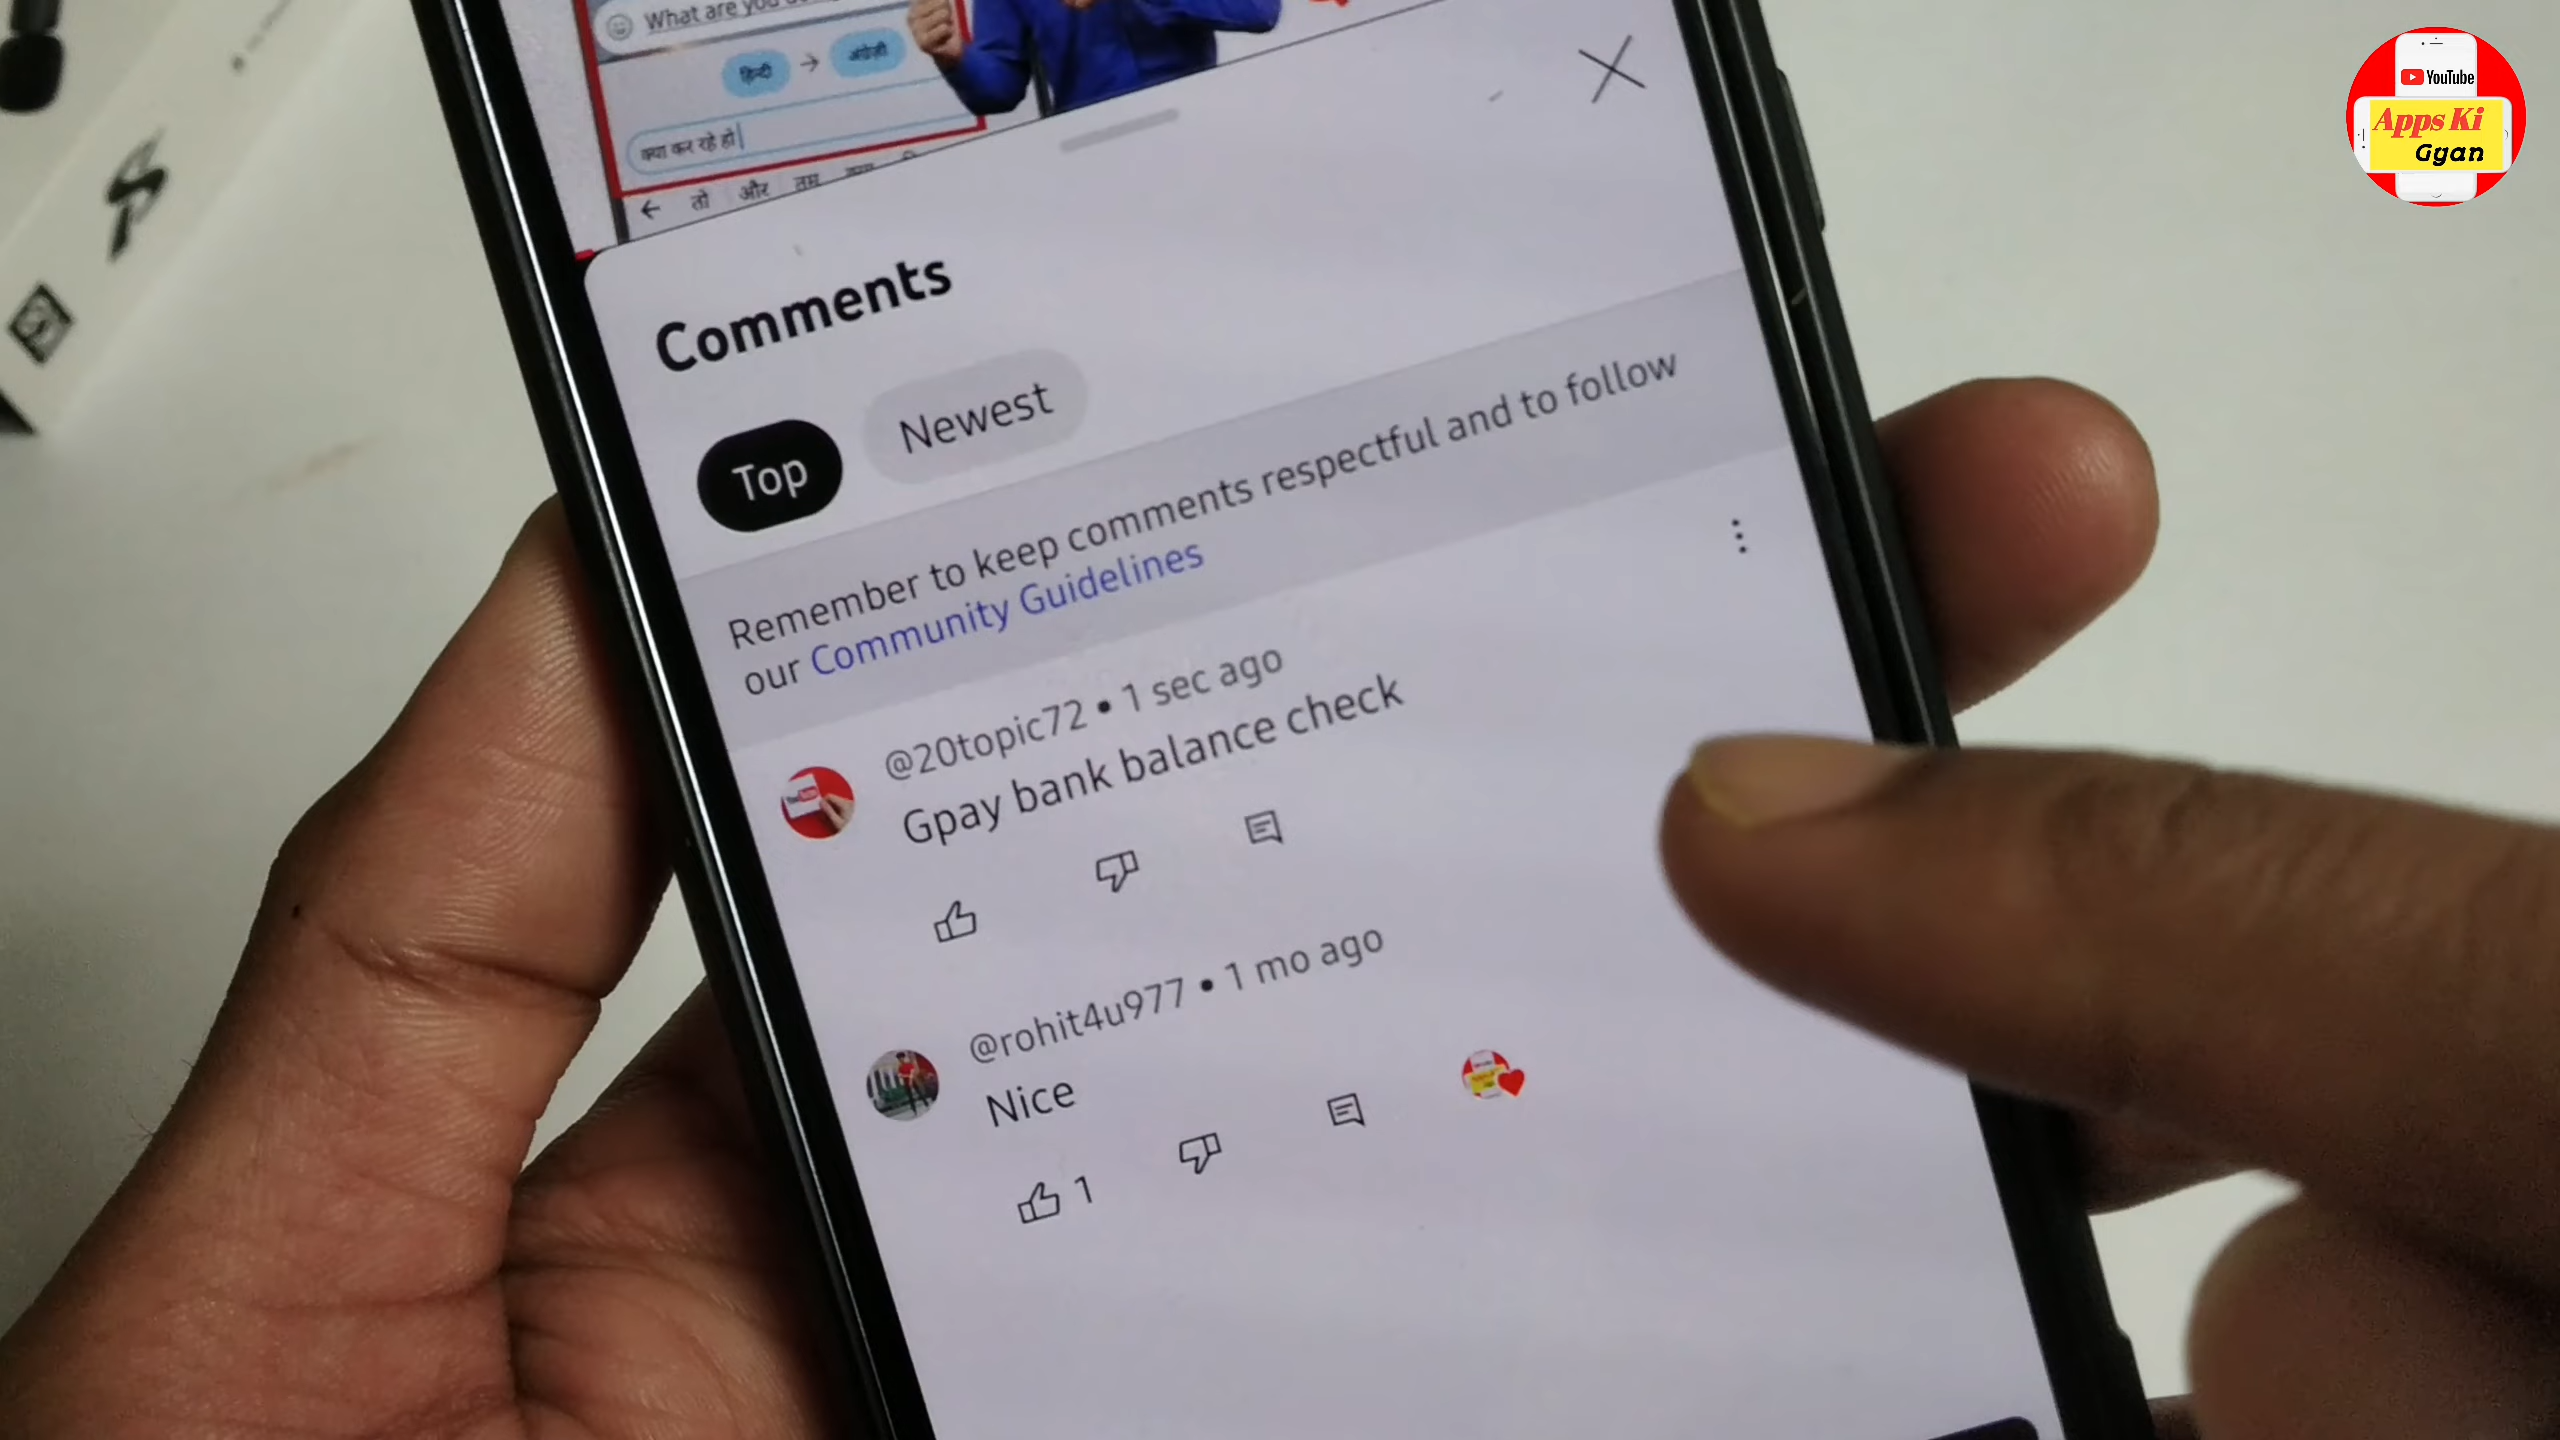 What are you
हिन्दी → अंग्रेज़ी
क्या कर रहे हो
तो और तुम
Comments
Top Newest
Remember to keep comments respectful and to follow
our Community Guidelines
@20topic72 • 1 sec ago
Gpay bank balance check
@rohit4u977 • 1 mo ago
Nice
1
YouTube
Apps Ki
Gyan